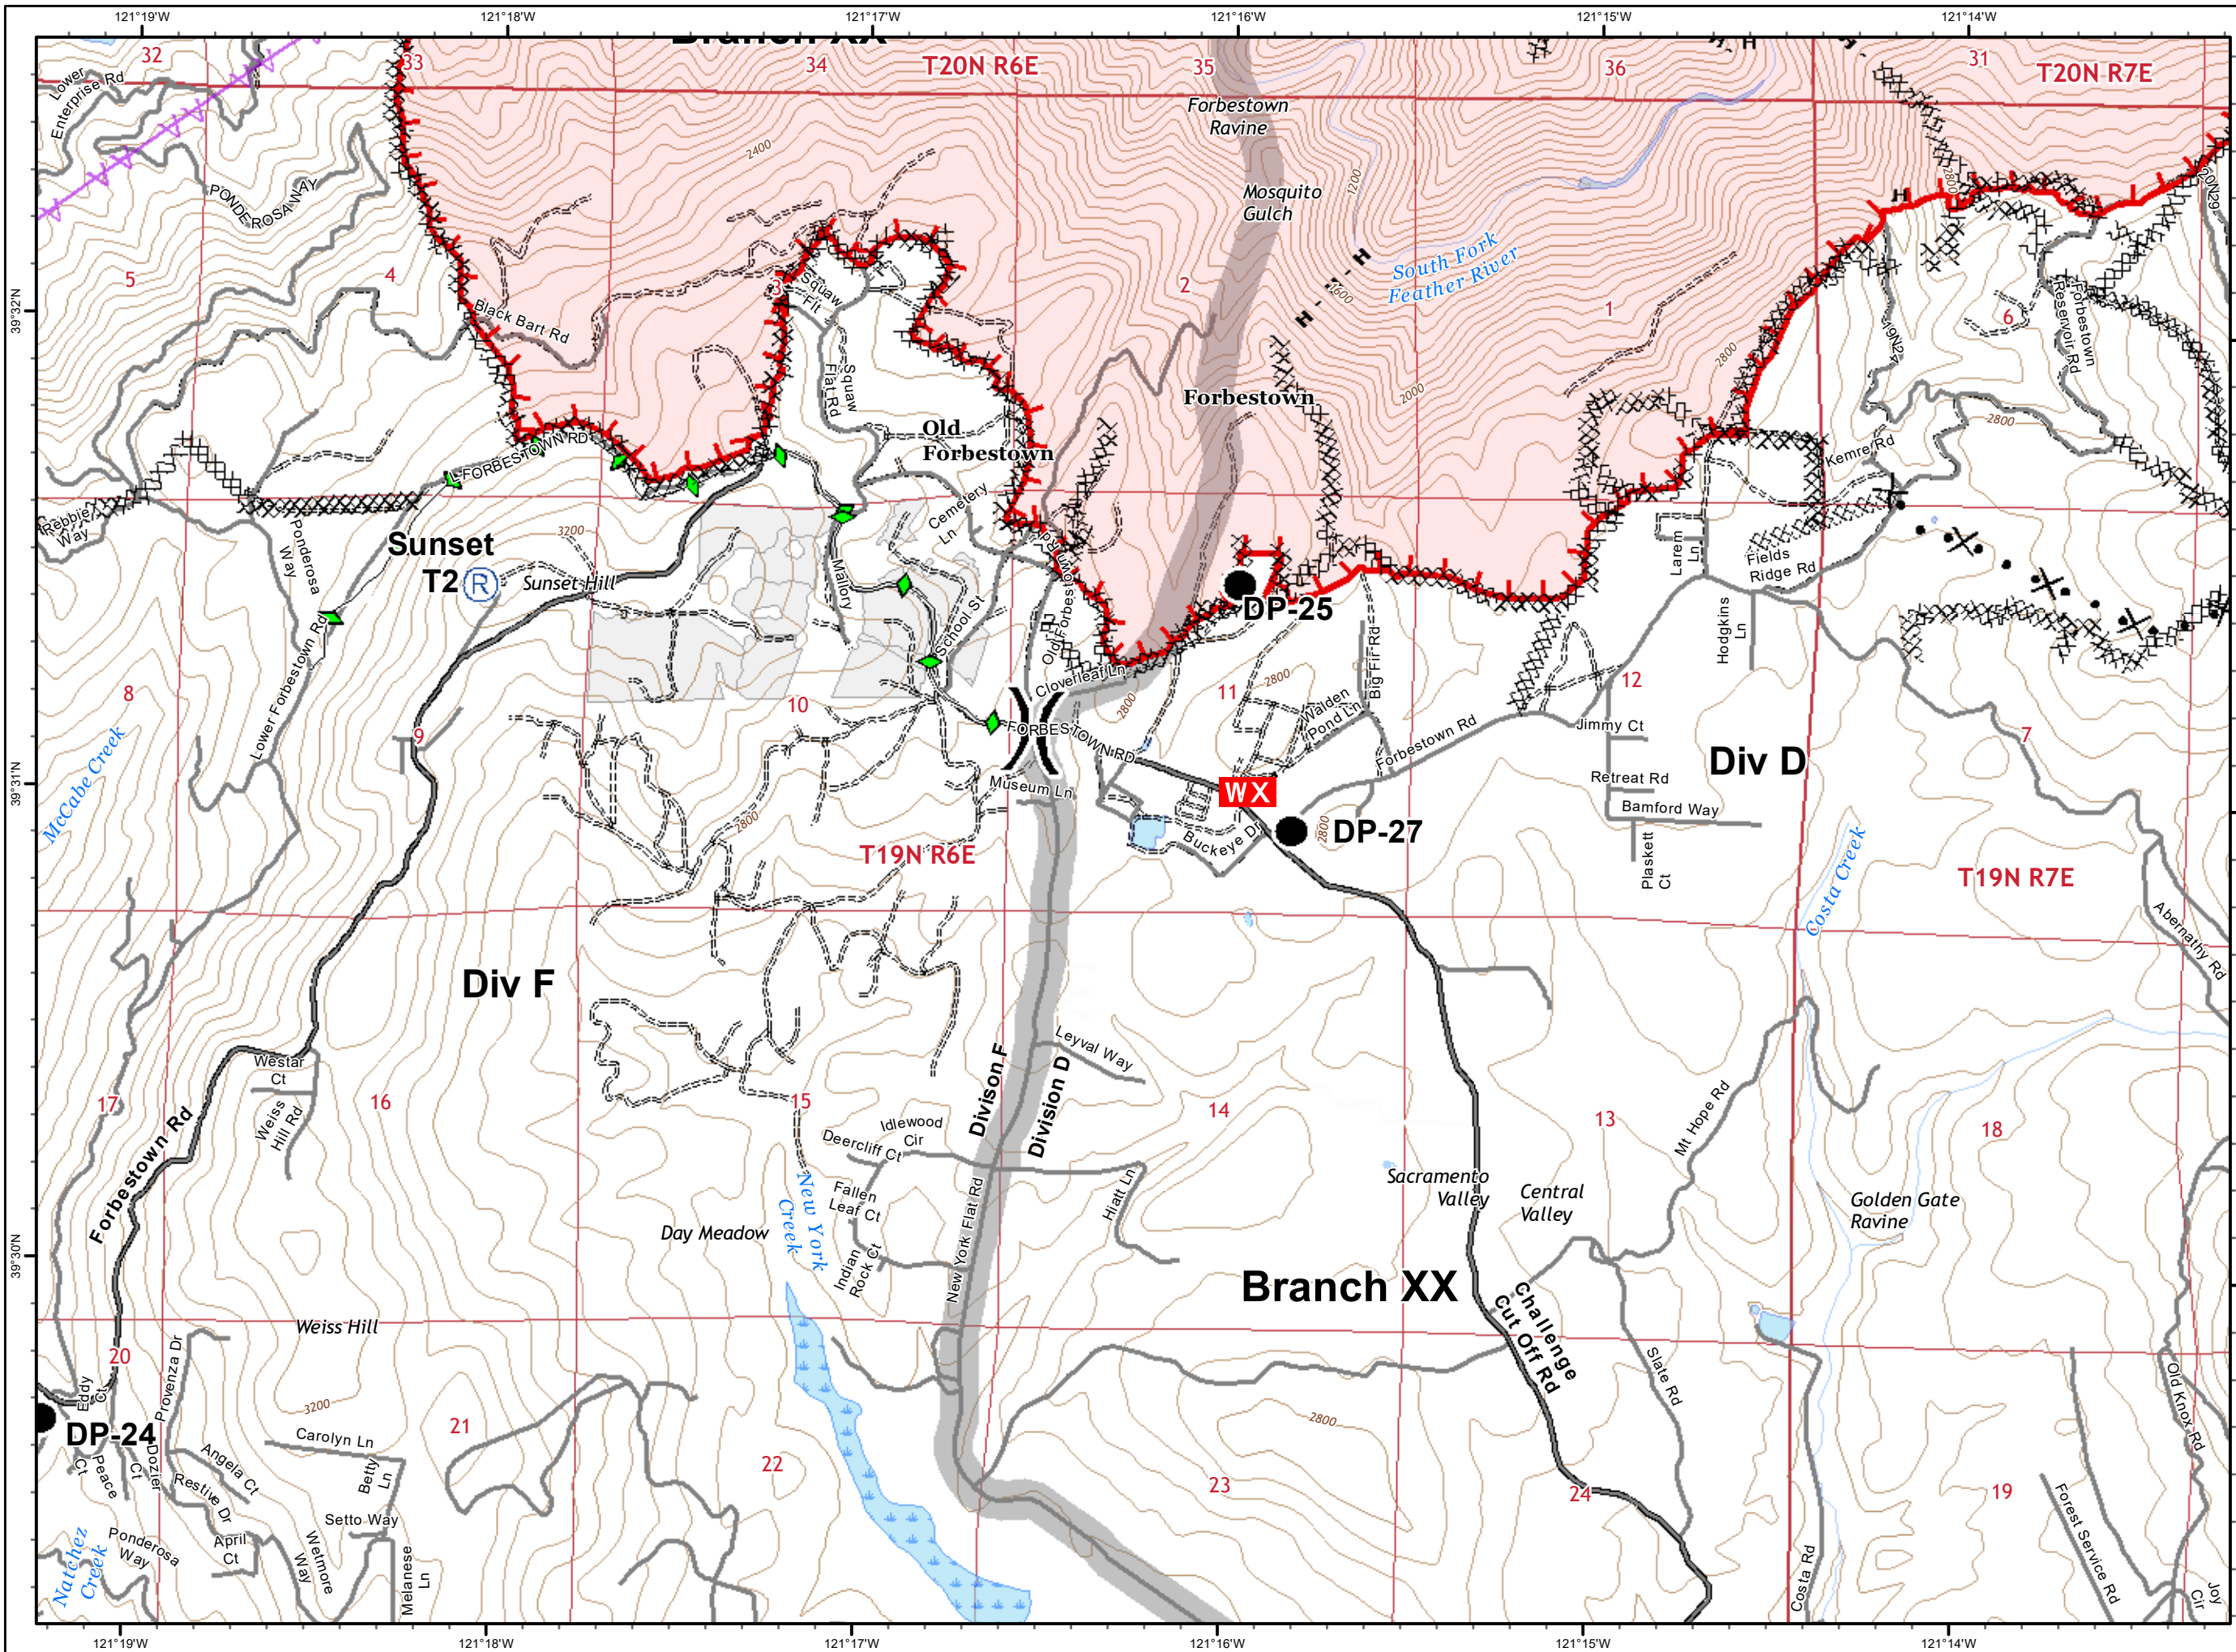 121°19'W
121°18'W
121°17'W
121°16'W
121°15'W
121°14'W
39°32'N
39°31'N
39°30'N
32
33
34
T20N R6E
35
36
31
T20N R7E
Lower
Enterprise Rd
Forbestown
Ravine
2400
PONDEROSA WAY
Mosquito
Gulch
1200
H
H
2800
20N29
5
4
3
2
1
6
South Fork
Feather River
1600
H - H - H
Squaw
Flt
Black Bart Rd
Forbestown
Reservoir Rd
2800
Squaw
Flat Rd
2000
Forbestown
Old
Forbestown
2800
FORBESTOWN RD
Kemre Rd
Cemetery
Ln
Rebbie
Way
Ponderosa
Way
3200
Sunset
T2
R
Sunset Hill
Mallory
School St
Larem
Ln
Fields
Ridge Rd
Hodgkins
Ln
DP-25
Big Fir Rd
Lower Forbestown Rd
Cloverleaf Ln
2800
2800
Walden
Pond Ln
8
9
10
11
12
7
FORBESTOWN RD
Forbestown Rd
Jimmy Ct
Div D
Museum Ln
Retreat Rd
Bamford Way
Plaskett
Ct
WX
DP-27
2800
Buckeye Dr
McCabe Creek
2800
T19N R6E
T19N R7E
Costa Creek
Abernathy Rd
Div F
Leyval Way
Divison F
Division D
Westar
Ct
Weiss
Hill Rd
Forbestown Rd
17
16
15
14
13
18
Idlewood
Cir
Deercliff Ct
Mt Hope Rd
Fallen
Leaf Ct
New York
Creek
Indian
Rock Ct
New York Flat Rd
Hiatt Ln
Sacramento
Valley
Central
Valley
Golden Gate
Ravine
Day Meadow
Branch XX
Challenge
Cut Off Rd
Weiss Hill
20
Provenza Dr
Slate Rd
Old Knox Rd
Eddy
Ct
DP-24
3200
2800
21
22
23
24
19
Carolyn Ln
Angela Ct
Betty
Ln
Dozier
Ct
Peace
Ct
Restive Dr
Setto Way
April
Ct
Wetmore
Way
Ponderosa
Way
Natchez
Creek
Melanese
Ln
Costa Rd
Forest Service Rd
Joy
Cir
121°19'W
121°18'W
121°17'W
121°16'W
121°15'W
121°14'W